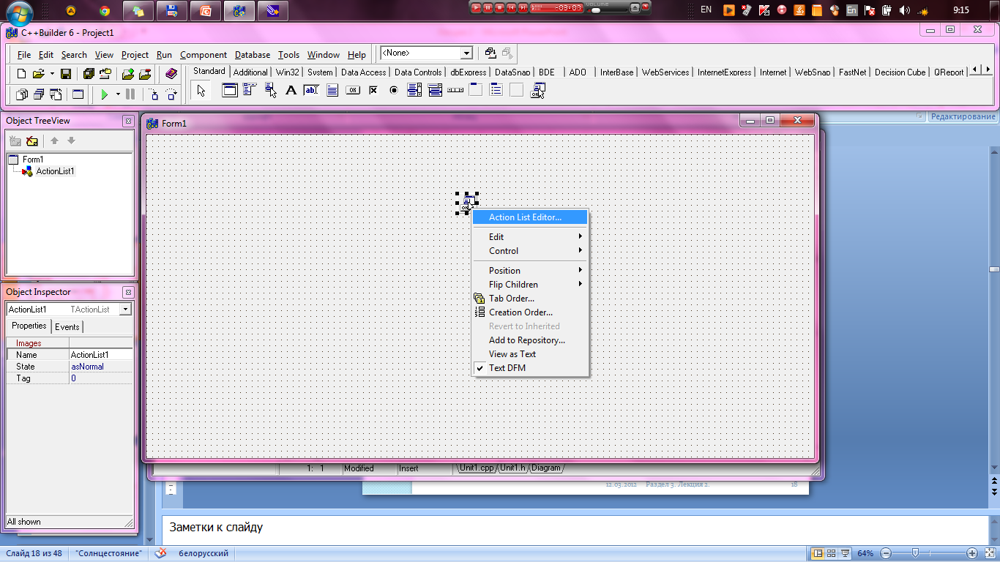 EN
En
9:15
VOLUME
C++Builder 6 - Project1
File Edit Search View Project Run Component Database Tools Window Help
<None>
Standard Additional Win32 System Data Access Data Controls dbExpress DataSnap BDE ADO InterBase WebServices InternetExpress Internet WebSnap FastNet Decision Cube QReport
Редактирование
Object TreeView
Form1
ActionList1
Form1
Action List Editor...
Edit
Control
Position
Flip Children
Tab Order...
Creation Order...
Revert to Inherited
Add to Repository...
View as Text
Text DFM
Object Inspector
ActionList1 TActionList
Properties Events
Images
Name ActionList1
State asNormal
Tag 0
All shown
1: 1 Modified Insert Unit1.cpp Unit1.h Diagram
12.03.2012 Раздел 3. Лекция 2. 18
Заметки к слайду
Слайд 18 из 48 "Солнцестояние" белорусский 64%